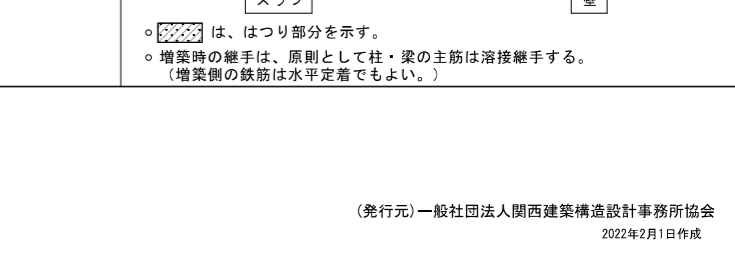 スラブ
壁
○ は、はつり部分を示す。
○ 増築時の継手は、原則として柱・梁の主筋は溶接継手する。
(増築側の鉄筋は水平定着でもよい。)
(発行元)一般社団法人関西建築構造設計事務所協会
2022年2月1日作成